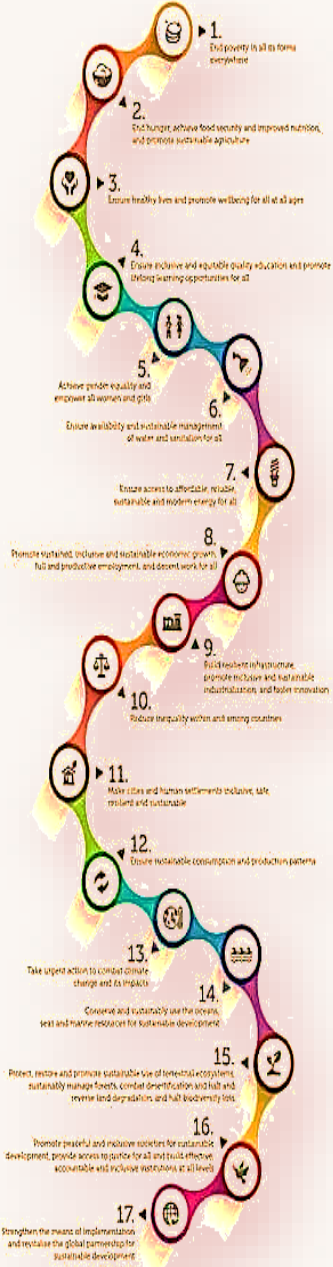 1.
End poverty in all its forms
everywhere
2.
End hunger, achieve food security and improved nutrition,
and promote sustainable agriculture
3.
Ensure healthy lives and promote wellbeing for all at all ages
4.
Ensure inclusive and equitable quality education and promote
lifelong learning opportunities for all
5.
Achieve gender equality and
empower all women and girls
6.
Ensure availability and sustainable management
of water and sanitation for all
7.
Ensure access to affordable, reliable,
sustainable and modern energy for all
8.
Promote sustained, inclusive and sustainable economic growth,
full and productive employment, and decent work for all
9.
Build resilient infrastructure,
promote inclusive and sustainable
industrialization, and foster innovation
10.
Reduce inequality within and among countries
11.
Make cities and human settlements inclusive, safe,
resilient and sustainable
12.
Ensure sustainable consumption and production patterns
13.
Take urgent action to combat climate
change and its impacts
14.
Conserve and sustainably use the oceans,
seas and marine resources for sustainable development
15.
Protect, restore and promote sustainable use of terrestrial ecosystems,
sustainably manage forests, combat desertification and halt and
reverse land degradation, and halt biodiversity loss
16.
Promote peaceful and inclusive societies for sustainable
development, provide access to justice for all and build effective,
accountable and inclusive institutions at all levels
17.
Strengthen the means of implementation
and revitalise the global partnership for
sustainable development